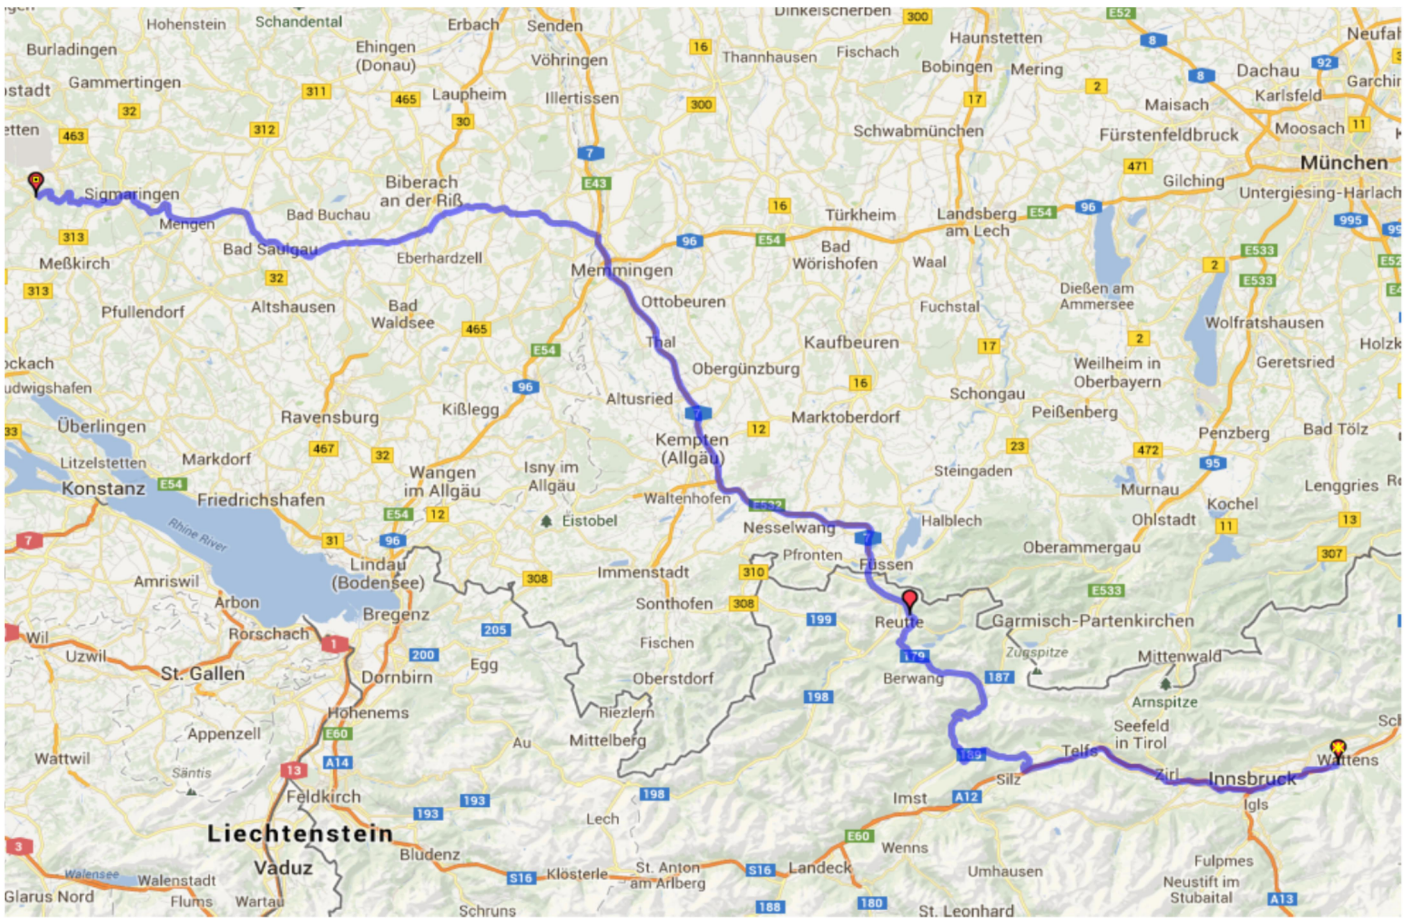 Hohenstein
Schandental
Erbach
Senden
Dinkelscherben
300
E52
Burladingen
Ehingen
(Donau)
Vöhringen
16
Thannhausen
Fischach
Haunstetten
8
Neufah
Gammertingen
311
465
Laupheim
Illertissen
300
Bobingen
Mering
8
Dachau
92
Garchin
32
17
2
Maisach
Karlsfeld
463
312
30
Schwabmünchen
Fürstenfeldbruck
Moosach
11
7
E43
471
München
Sigmaringen
Biberach
an der Riß
Gilching
Untergiesing-Harlach
Mengen
Bad Buchau
16
Türkheim
Landsberg
am Lech
E54
96
995
313
Bad Saulgau
Eberhardzell
96
E54
Bad
Wörishofen
Waal
E533
99
Meßkirch
Memmingen
2
E533
E52
313
32
Altshausen
Bad
Waldsee
Ottobeuren
Fuchstal
Dießen am
Ammersee
Pfullendorf
465
Thal
Kaufbeuren
17
2
Wolfratshausen
Holzk
ockach
E54
Obergünzburg
16
Weilheim in
Oberbayern
Geretsried
udwigshafen
96
Altusried
7
Schongau
Überlingen
Ravensburg
Kißlegg
Marktoberdorf
Peißenberg
33
467
32
Kempten
(Allgäu)
12
23
472
Penzberg
Bad Tölz
Litzelstetten
Markdorf
Wangen
im Allgäu
Isny im
Allgäu
Steingaden
95
Konstanz
E54
Friedrichshafen
Waltenhofen
Murnau
Kochel
Lenggries
E54
12
Eistobel
E532
Nesselwang
Halblech
Ohlstadt
11
13
7
Rhine River
31
96
7
Oberammergau
307
Lindau
(Bodensee)
308
Immenstadt
310
Pfronten
Füssen
Amriswil
Arbon
Bregenz
Sonthofen
308
199
Reutte
E533
Garmisch-Partenkirchen
Wil
Rorschach
1
205
Fischen
Uzwil
St. Gallen
200
Egg
179
Zugspitze
Mittenwald
Dornbirn
Oberstdorf
198
Berwang
187
Arnspitze
Hohenems
Riezlern
Seefeld
in Tirol
Appenzell
E60
Au
Mittelberg
Wattwil
Säntis
A14
189
Telfs
Wattens
13
Silz
Zirl
Innsbruck
Feldkirch
193
193
198
Imst
A12
Igls
Liechtenstein
Lech
E60
3
Vaduz
Bludenz
Wenns
Fulpmes
Walensee
Walenstadt
S16
Klösterle
St. Anton
am Arlberg
S16
Landeck
Umhausen
Neustift im
Stubaital
Glarus Nord
Flums
Wartau
Schruns
188
180
St. Leonhard
A13